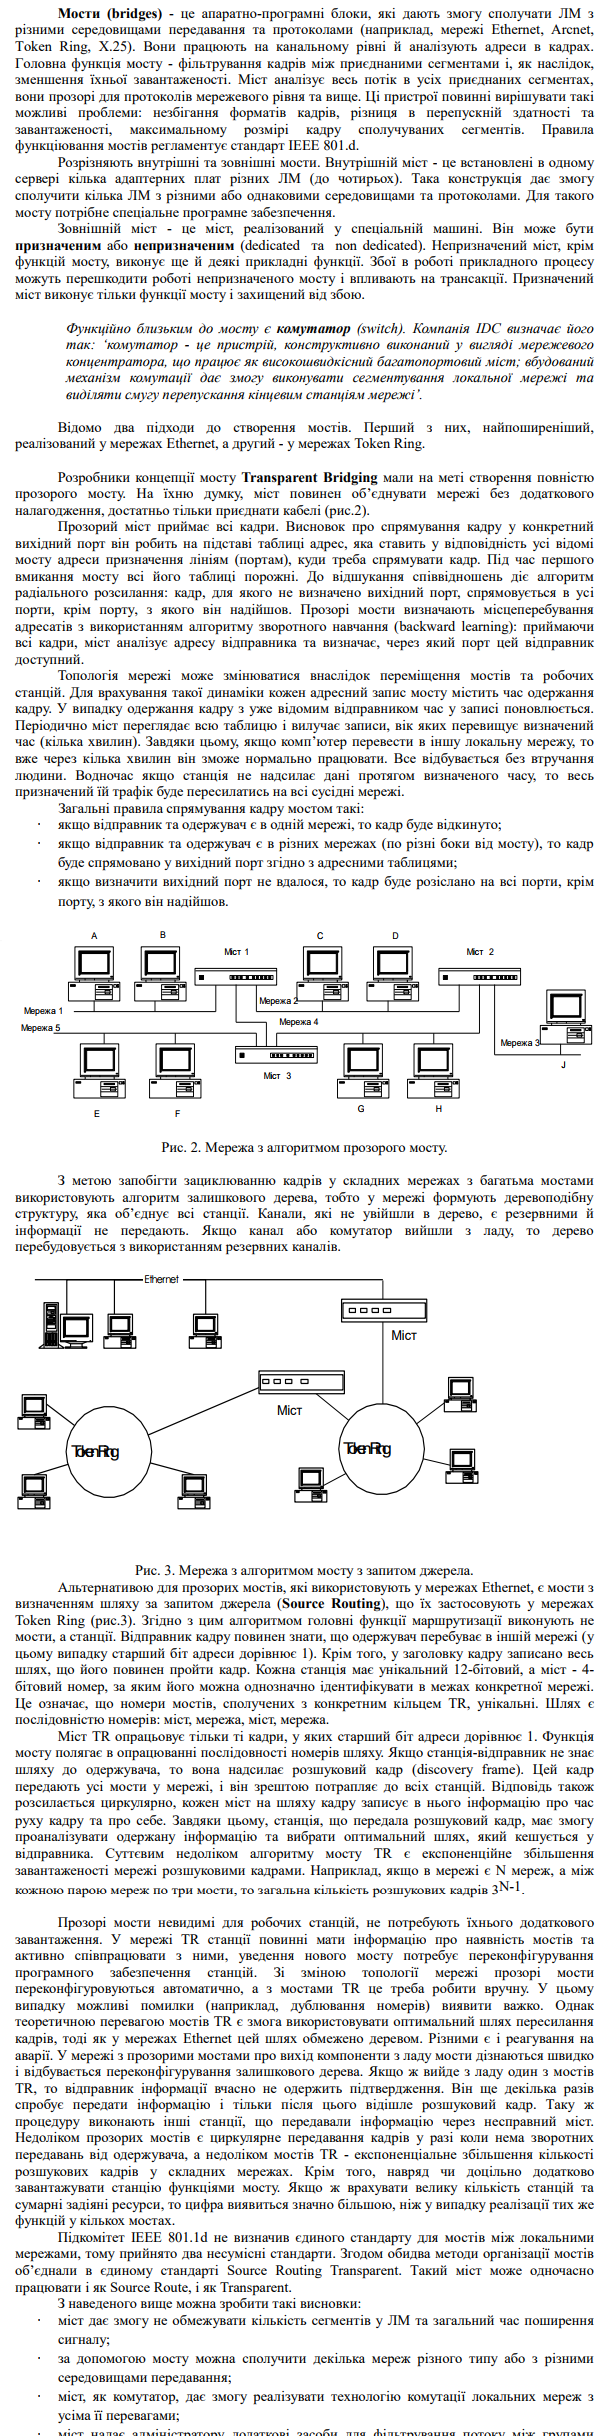 Мости (bridges) - це апаратно-програмні блоки, які дають змогу сполучати ЛМ з
різними середовищами передавання та протоколами (наприклад, мережі Ethernet, Arcnet,
Token Ring, X.25). Вони працюють на канальному рівні й аналізують адреси в кадрах.
Головна функція мосту - фільтрування кадрів між приєднаними сегментами і, як наслідок,
зменшення їхньої завантаженості. Міст аналізує весь потік в усіх приєднаних сегментах,
вони прозорі для протоколів мережевого рівня та вище. Ці пристрої повинні вирішувати такі
можливі проблеми: незбігання форматів кадрів, різниця в перепускній здатності та
завантаженості, максимальному розмірі кадру сполучуваних сегментів. Правила
функціювання мостів регламентує стандарт IEEE 801.d.
Розрізняють внутрішні та зовнішні мости. Внутрішній міст - це встановлені в одному
сервері кілька адаптерних плат різних ЛМ (до чотирьох). Така конструкція дає змогу
сполучити кілька ЛМ з різними або однаковими середовищами та протоколами. Для такого
мосту потрібне спеціальне програмне забезпечення.
Зовнішній міст - це міст, реалізований у спеціальній машині. Він може бути
призначеним або непризначеним (dedicated та non dedicated). Непризначений міст, крім
функцій мосту, виконує ще й деякі прикладні функції. Збої в роботі прикладного процесу
можуть перешкодити роботі непризначеного мосту і впливають на трансакції. Призначений
міст виконує тільки функції мосту і захищений від збою.
Функційно близьким до мосту є комутатор (switch). Компанія IDC визначає його
так: ‘комутатор - це пристрій, конструктивно виконаний у вигляді мережевого
концентратора, що працює як високошвидкісний багатопортовий міст; вбудований
механізм комутації дає змогу виконувати сегментування локальної мережі та
виділяти смугу перепускання кінцевим станціям мережі’.
Відомо два підходи до створення мостів. Перший з них, найпоширеніший,
реалізований у мережах Ethernet, а другий - у мережах Token Ring.
Розробники концепції мосту Transparent Bridging мали на меті створення повністю
прозорого мосту. На їхню думку, міст повинен об’єднувати мережі без додаткового
налагодження, достатньо тільки приєднати кабелі (рис.2).
Прозорий міст приймає всі кадри. Висновок про спрямування кадру у конкретний
вихідний порт він робить на підставі таблиці адрес, яка ставить у відповідність усі відомі
мосту адреси призначення лініям (портам), куди треба спрямувати кадр. Під час першого
вмикання мосту всі його таблиці порожні. До відшукання співвідношень діє алгоритм
радіального розсилання: кадр, для якого не визначено вихідний порт, спрямовується в усі
порти, крім порту, з якого він надійшов. Прозорі мости визначають місцеперебування
адресатів з використанням алгоритму зворотного навчання (backward learning): приймаючи
всі кадри, міст аналізує адресу відправника та визначає, через який порт цей відправник
доступний.
Топологія мережі може змінюватися внаслідок переміщення мостів та робочих
станцій. Для врахування такої динаміки кожен адресний запис мосту містить час одержання
кадру. У випадку одержання кадру з уже відомим відправником час у записі поновлюється.
Періодично міст переглядає всю таблицю і вилучає записи, вік яких перевищує визначений
час (кілька хвилин). Завдяки цьому, якщо комп’ютер перевести в іншу локальну мережу, то
вже через кілька хвилин він зможе нормально працювати. Все відбувається без втручання
людини. Водночас якщо станція не надсилає дані протягом визначеного часу, то весь
призначений їй трафік буде пересилатись на всі сусідні мережі.
Загальні правила спрямування кадру мостом такі:
· якщо відправник та одержувач є в одній мережі, то кадр буде відкинуто;
· якщо відправник та одержувач є в різних мережах (по різні боки від мосту), то кадр
буде спрямовано у вихідний порт згідно з адресними таблицями;
· якщо визначити вихідний порт не вдалося, то кадр буде розіслано на всі порти, крім
порту, з якого він надійшов.
A B C D
Міст 1 Міст 2
Мережа 1 Мережа 2
Мережа 5 Мережа 4
Мережа 3
Міст 3 J
E F G H
Рис. 2. Мережа з алгоритмом прозорого мосту.
З метою запобігти зациклюванню кадрів у складних мережах з багатьма мостами
використовують алгоритм залишкового дерева, тобто у мережі формують деревоподібну
структуру, яка об’єднує всі станції. Канали, які не увійшли в дерево, є резервними й
інформації не передають. Якщо канал або комутатор вийшли з ладу, то дерево
перебудовується з використанням резервних каналів.
Ethernet
Міст
Міст
TokenRing TokenRing
Рис. 3. Мережа з алгоритмом мосту з запитом джерела.
Альтернативою для прозорих мостів, які використовують у мережах Ethernet, є мости з
визначенням шляху за запитом джерела (Source Routing), що їх застосовують у мережах
Token Ring (рис.3). Згідно з цим алгоритмом головні функції маршрутизації виконують не
мости, а станції. Відправник кадру повинен знати, що одержувач перебуває в іншій мережі (у
цьому випадку старший біт адреси дорівнює 1). Крім того, у заголовку кадру записано весь
шлях, що його повинен пройти кадр. Кожна станція має унікальний 12-бітовий, а міст - 4-
бітовий номер, за яким його можна однозначно ідентифікувати в межах конкретної мережі.
Це означає, що номери мостів, сполучених з конкретним кільцем TR, унікальні. Шлях є
послідовністю номерів: міст, мережа, міст, мережа.
Міст TR опрацьовує тільки ті кадри, у яких старший біт адреси дорівнює 1. Функція
мосту полягає в опрацюванні послідовності номерів шляху. Якщо станція-відправник не знає
шляху до одержувача, то вона надсилає розшуковий кадр (discovery frame). Цей кадр
передають усі мости у мережі, і він зрештою потрапляє до всіх станцій. Відповідь також
розсилається циркулярно, кожен міст на шляху кадру записує в нього інформацію про час
руху кадру та про себе. Завдяки цьому, станція, що передала розшуковий кадр, має змогу
проаналізувати одержану інформацію та вибрати оптимальний шлях, який кешується у
відправника. Суттєвим недоліком алгоритму мосту TR є експоненційне збільшення
завантаженості мережі розшуковими кадрами. Наприклад, якщо в мережі є N мереж, а між
кожною парою мереж по три мости, то загальна кількість розшукових кадрів 3N-1.
Прозорі мости невидимі для робочих станцій, не потребують їхнього додаткового
завантаження. У мережі TR станції повинні мати інформацію про наявність мостів та
активно співпрацювати з ними, уведення нового мосту потребує переконфігурування
програмного забезпечення станцій. Зі зміною топології мережі прозорі мости
переконфігуровуються автоматично, а з мостами TR це треба робити вручну. У цьому
випадку можливі помилки (наприклад, дублювання номерів) виявити важко. Однак
теоретичною перевагою мостів TR є змога використовувати оптимальний шлях пересилання
кадрів, тоді як у мережах Ethernet цей шлях обмежено деревом. Різними є і реагування на
аварії. У мережі з прозорими мостами про вихід компоненти з ладу мости дізнаються швидко
і відбувається переконфігурування залишкового дерева. Якщо ж вийде з ладу один з мостів
TR, то відправник інформації вчасно не одержить підтвердження. Він ще декілька разів
спробує передати інформацію і тільки після цього відішле розшуковий кадр. Таку ж
процедуру виконають інші станції, що передавали інформацію через несправний міст.
Недоліком прозорих мостів є циркулярне передавання кадрів у разі коли нема зворотних
передавань від одержувача, а недоліком мостів TR - експоненціальне збільшення кількості
розшукових кадрів у складних мережах. Крім того, навряд чи доцільно додатково
завантажувати станцію функціями мосту. Якщо ж врахувати велику кількість станцій та
сумарні задіяні ресурси, то цифра виявиться значно більшою, ніж у випадку реалізації тих же
функцій у кількох мостах.
Підкомітет IEEE 801.1d не визначив єдиного стандарту для мостів між локальними
мережами, тому прийнято два несумісні стандарти. Згодом обидва методи організації мостів
об’єднали в єдиному стандарті Source Routing Transparent. Такий міст може одночасно
працювати і як Source Route, і як Transparent.
З наведеного вище можна зробити такі висновки:
· міст дає змогу не обмежувати кількість сегментів у ЛМ та загальний час поширення
сигналу;
· за допомогою мосту можна сполучити декілька мереж різного типу або з різними
середовищами передавання;
· міст, як комутатор, дає змогу реалізувати технологію комутації локальних мереж з
усіма її перевагами;
· міст надає адміністратору додаткові засоби для фільтрування потоку між групами